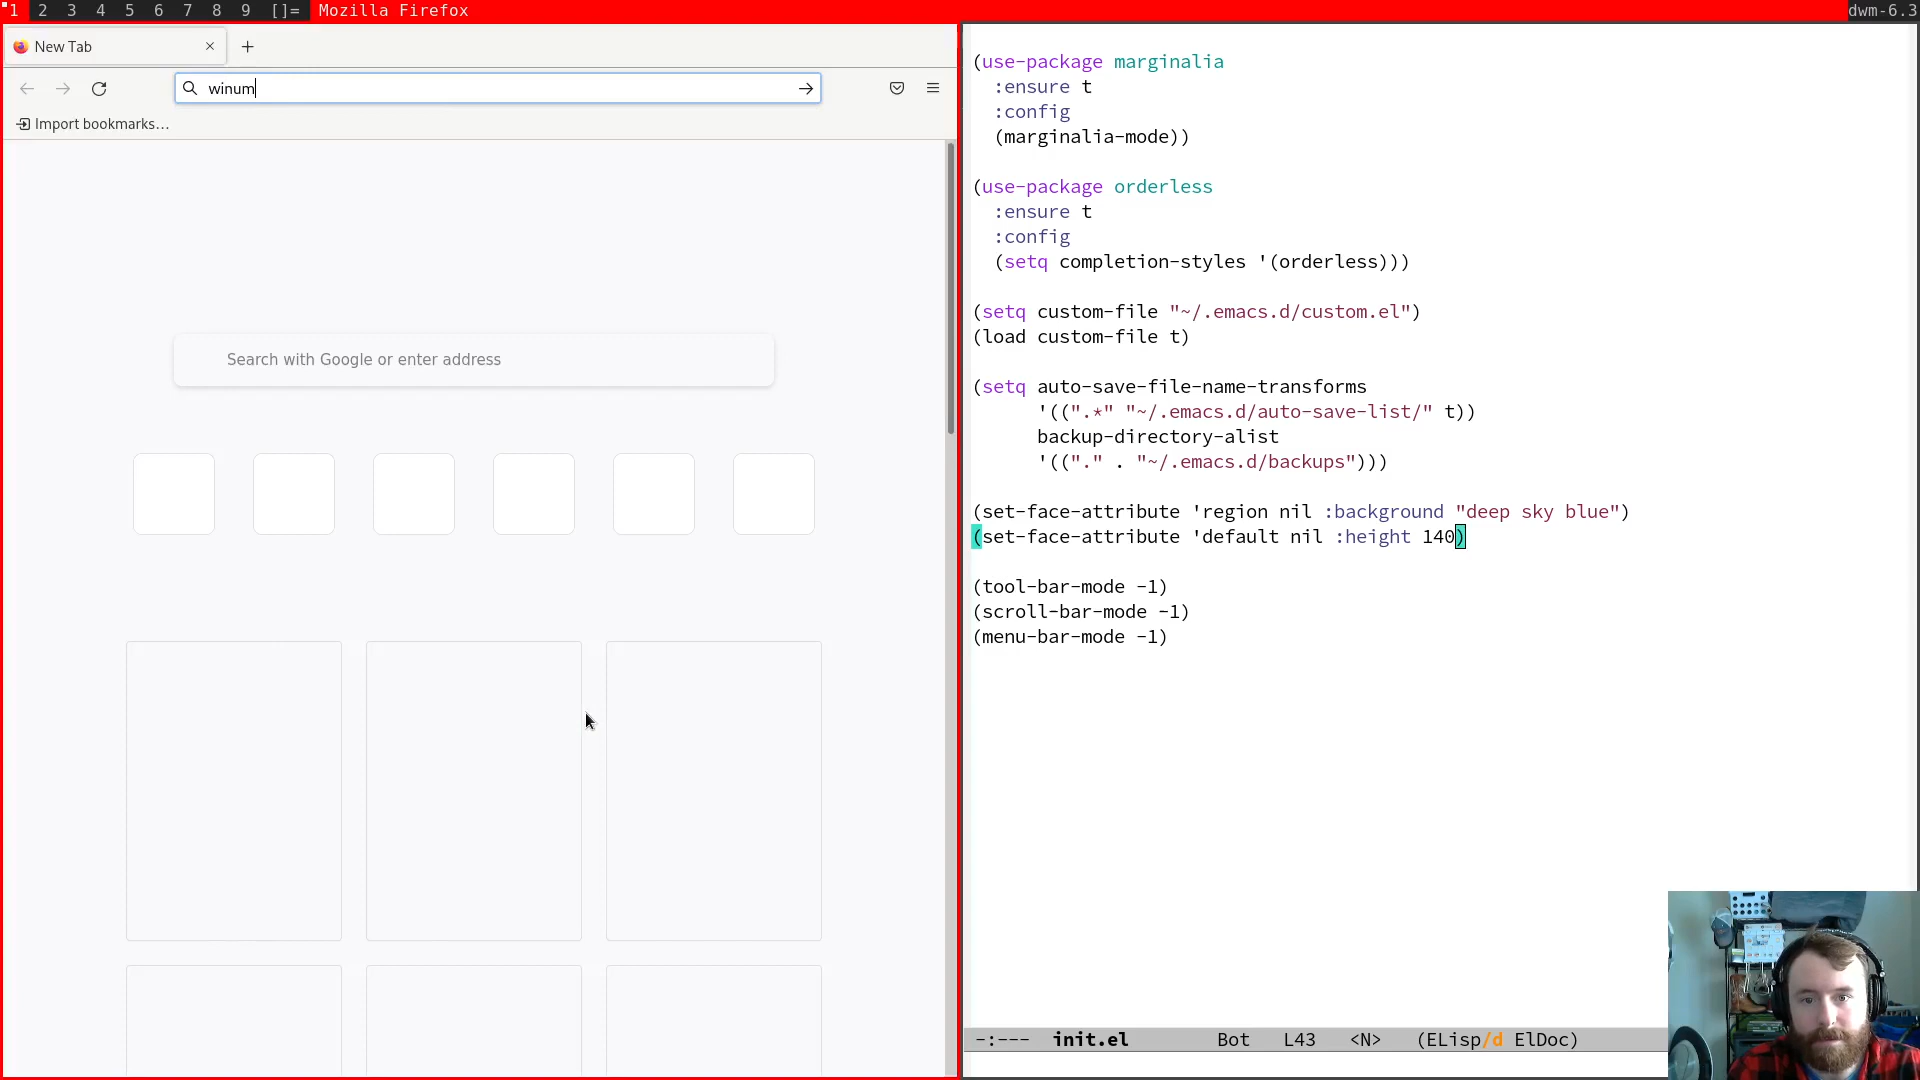 1 2 3 4 5 6 7 8 9 []= Mozilla Firefox dwm-6.3
New Tab
winum
Import bookmarks…
Search with Google or enter address
(use-package marginalia
  :ensure t
  :config
  (marginalia-mode))
(use-package orderless
  :ensure t
  :config
  (setq completion-styles '(orderless)))
(setq custom-file "~/.emacs.d/custom.el")
(load custom-file t)
(setq auto-save-file-name-transforms
      '((".*" "~/.emacs.d/auto-save-list/" t))
      backup-directory-alist
      '(("." . "~/.emacs.d/backups")))
(set-face-attribute 'region nil :background "deep sky blue")
(set-face-attribute 'default nil :height 140)
(tool-bar-mode -1)
(scroll-bar-mode -1)
(menu-bar-mode -1)
-:--- init.el Bot L43 <N> (ELisp/d ElDoc)